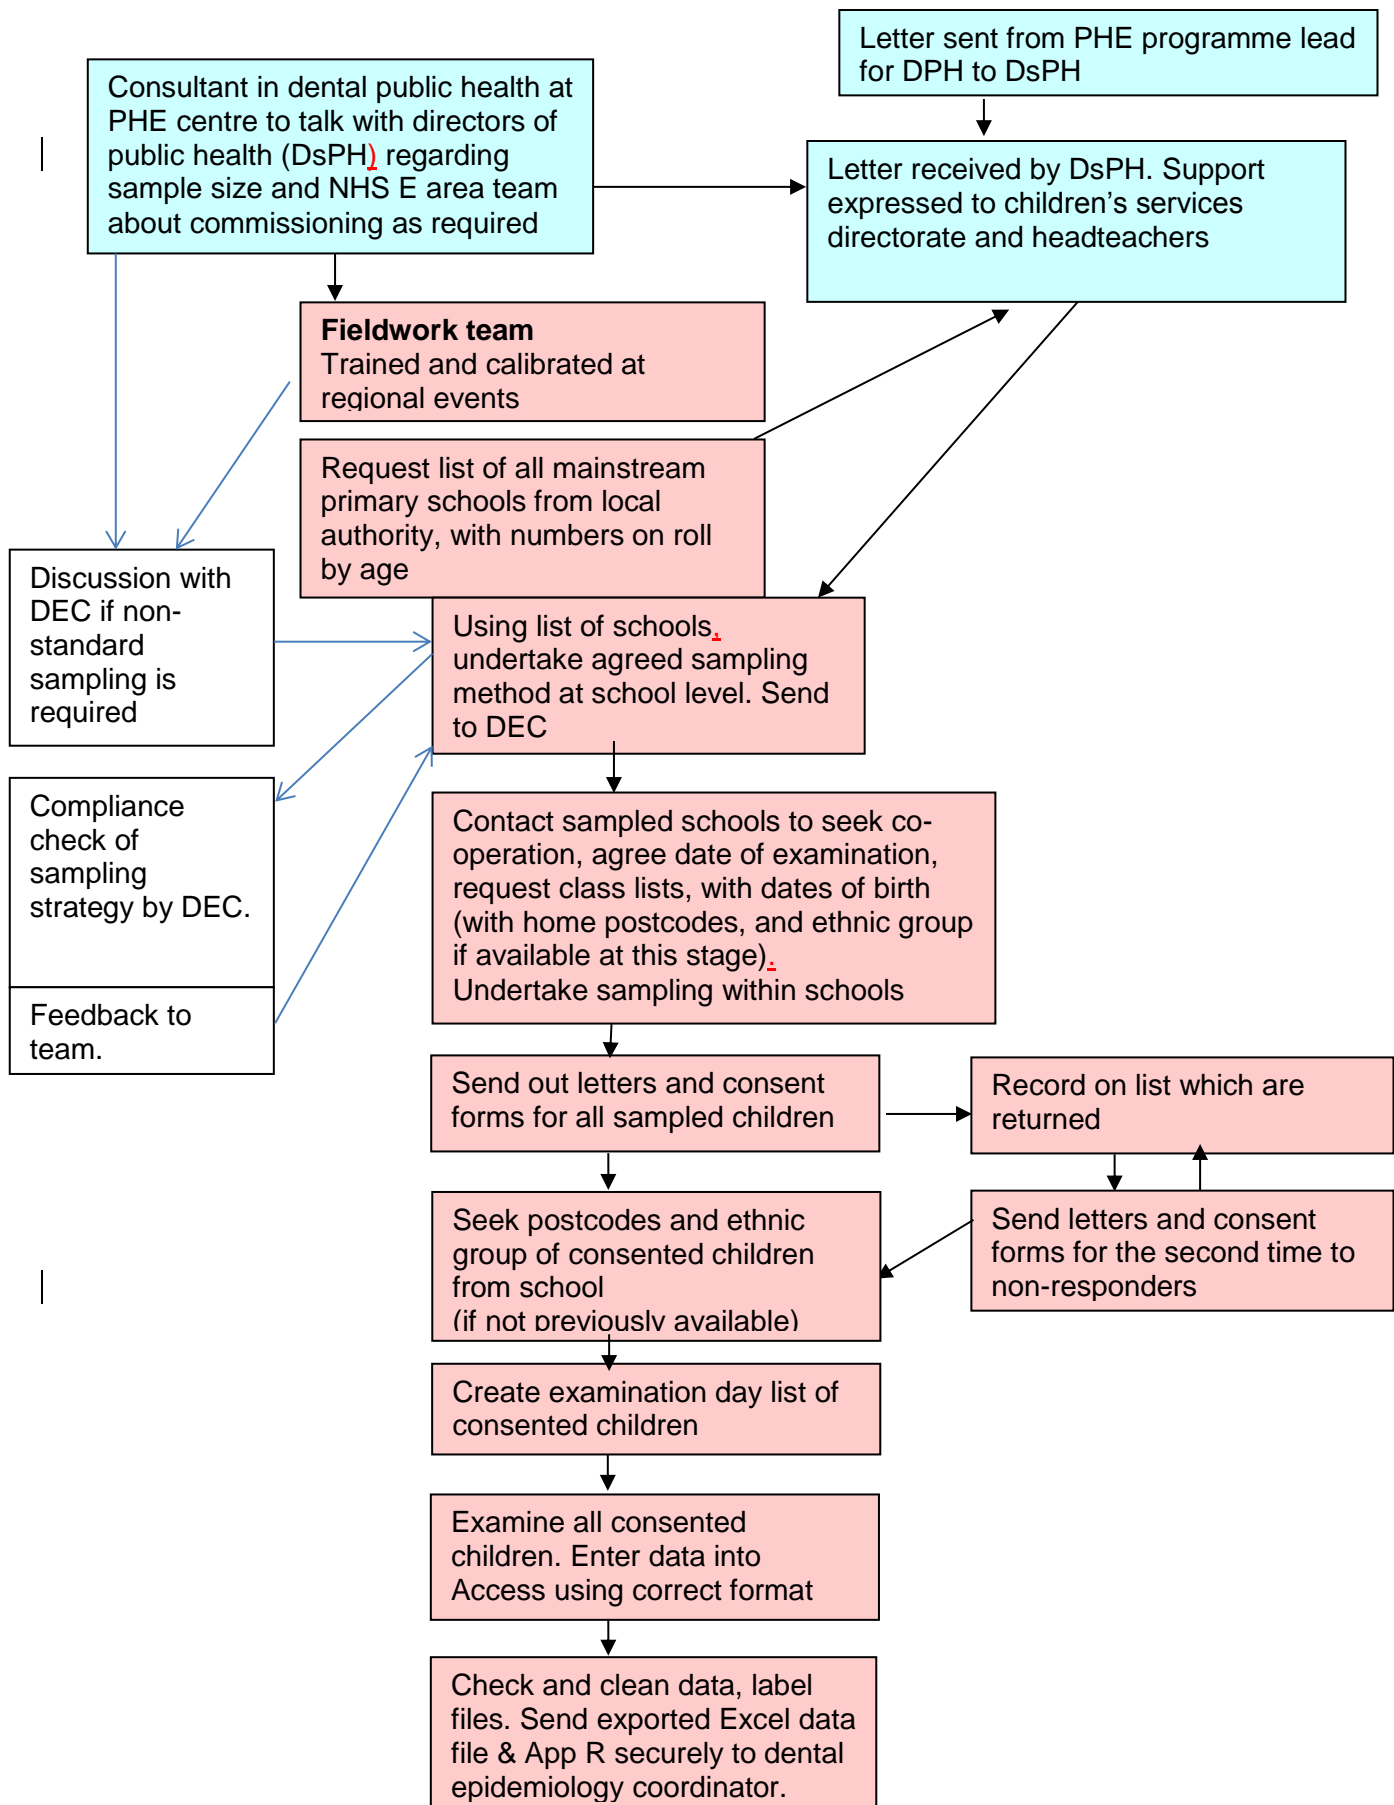 Letter sent from PHE programme lead
for DPH to DsPH
Consultant in dental public health at
PHE centre to talk with directors of
public health (DsPH) regarding
sample size and NHS E area team
about commissioning as required
Letter received by DsPH. Support
expressed to children's services
directorate and headteachers
Fieldwork team
Trained and calibrated at
regional events
Request list of all mainstream
primary schools from local
authority, with numbers on roll
by age
Discussion with
DEC if non-
standard
sampling is
required
Using list of schools,
undertake agreed sampling
method at school level. Send
to DEC
Compliance
check of
sampling
strategy by DEC.
Feedback to
team.
Contact sampled schools to seek co-
operation, agree date of examination,
request class lists, with dates of birth
(with home postcodes, and ethnic group
if available at this stage).
Undertake sampling within schools
Send out letters and consent
forms for all sampled children
Record on list which are
returned
Send letters and consent
forms for the second time to
non-responders
Seek postcodes and ethnic
group of consented children
from school
(if not previously available)
Create examination day list of
consented children
Examine all consented
children. Enter data into
Access using correct format
Check and clean data, label
files. Send exported Excel data
file & App R securely to dental
epidemiology coordinator.